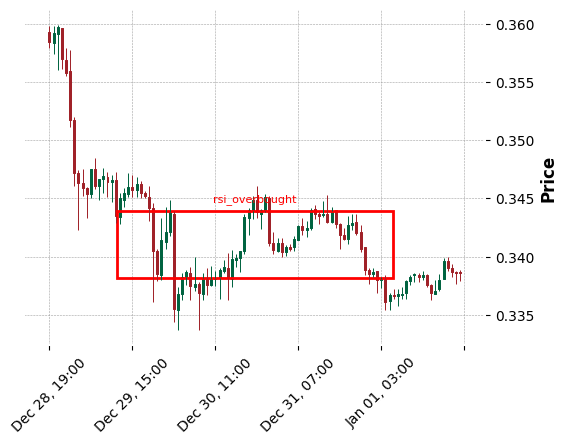 0.360
0.355
0.350
0.345
0.340
0.335
Price
rsi_overbought
Dec 28, 19:00
Dec 29, 15:00
Dec 30, 11:00
Dec 31, 07:00
Jan 01, 03:00